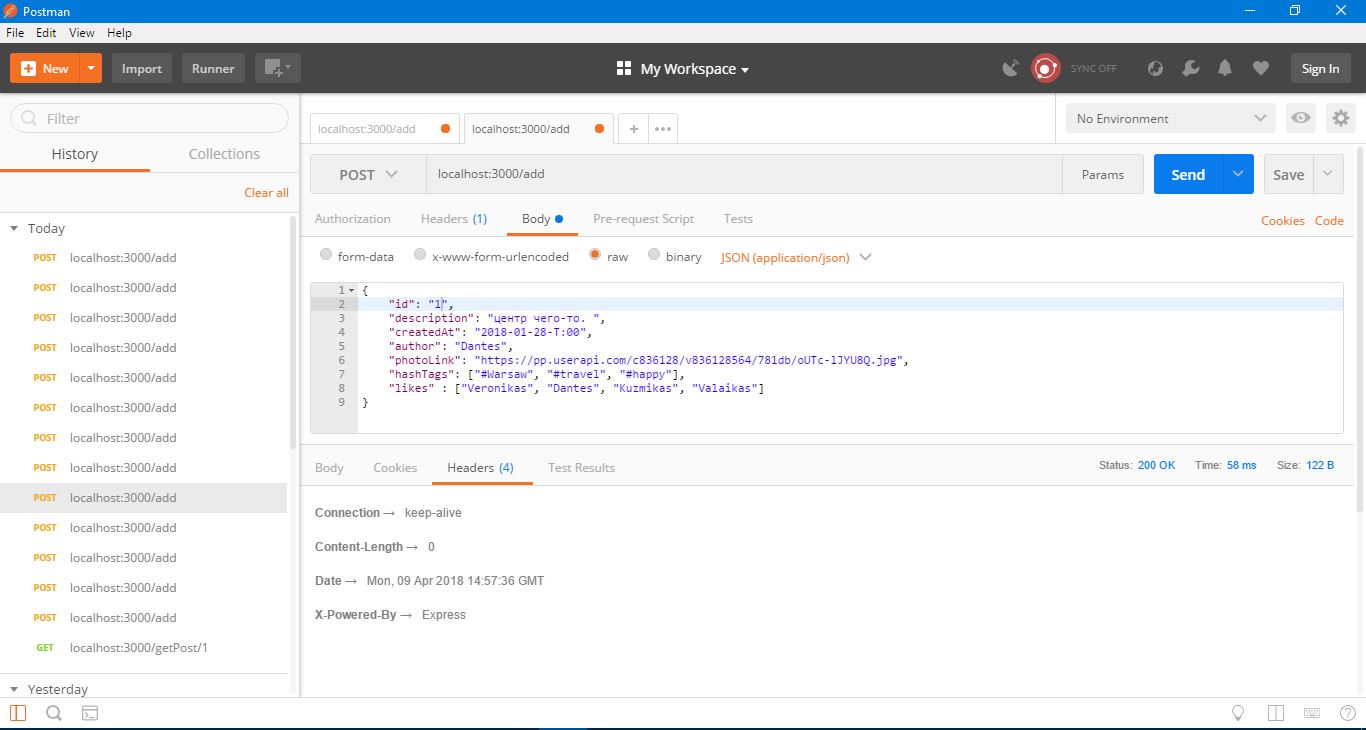 Postman
File Edit View Help
New Import Runner My Workspace SYNC OFF Sign In
Filter
History Collections
Clear all
Today
POST localhost:3000/add
POST localhost:3000/add
POST localhost:3000/add
POST localhost:3000/add
POST localhost:3000/add
POST localhost:3000/add
POST localhost:3000/add
POST localhost:3000/add
POST localhost:3000/add
POST localhost:3000/add
POST localhost:3000/add
POST localhost:3000/add
POST localhost:3000/add
GET localhost:3000/getPost/1
Yesterday
localhost:3000/add localhost:3000/add + ••• No Environment
POST localhost:3000/add Params Send Save
Authorization Headers (1) Body Pre-request Script Tests Cookies Code
form-data x-www-form-urlencoded raw binary JSON (application/json)
1 {
2 "id": "1",
3 "description": "центр чего-то. ",
4 "createdAt": "2018-01-28-T:00",
5 "author": "Dantes",
6 "photoLink": "https://pp.userapi.com/c836128/v836128564/781db/oUTc-lJYU8Q.jpg",
7 "hashTags": ["#Warsaw", "#travel", "#happy"],
8 "likes" : ["Veronikas", "Dantes", "Kuzmikas", "Valaikas"]
9 }
Body Cookies Headers (4) Test Results Status: 200 OK Time: 58 ms Size: 122 B
Connection → keep-alive
Content-Length → 0
Date → Mon, 09 Apr 2018 14:57:36 GMT
X-Powered-By → Express